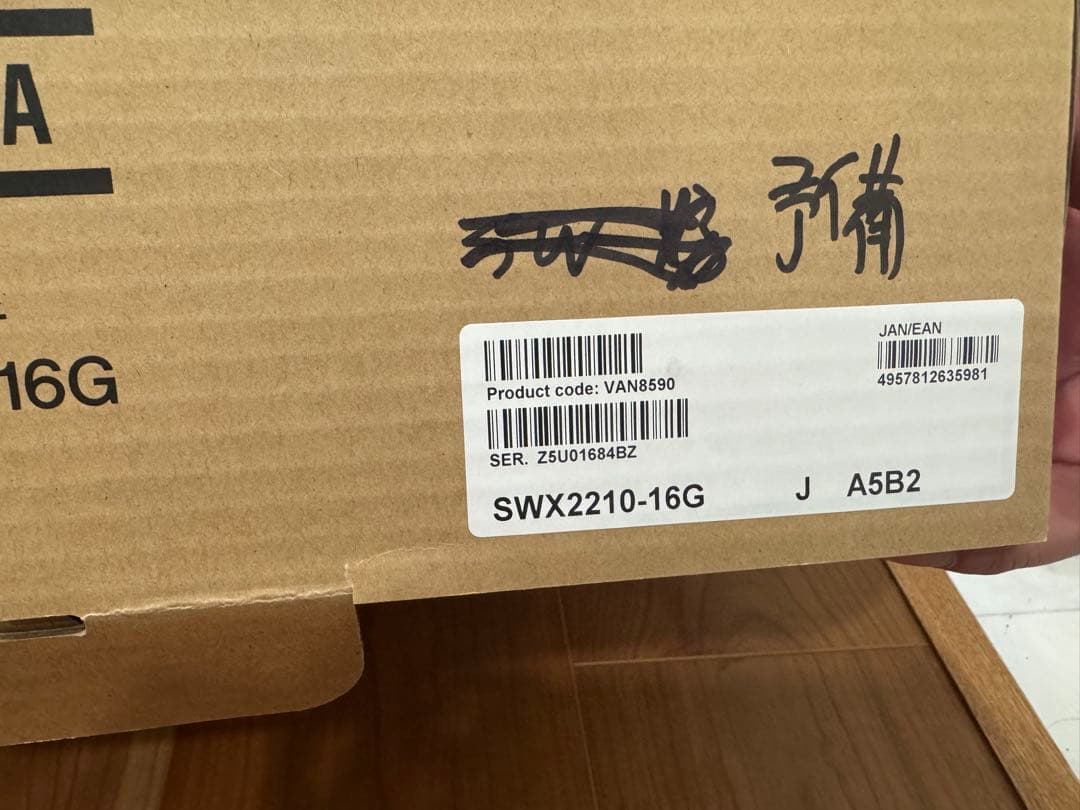 A
16G
予備
JAN/EAN
4957812635981
Product code: VAN8590
SER. Z5U01684BZ
SWX2210-16G J A5B2